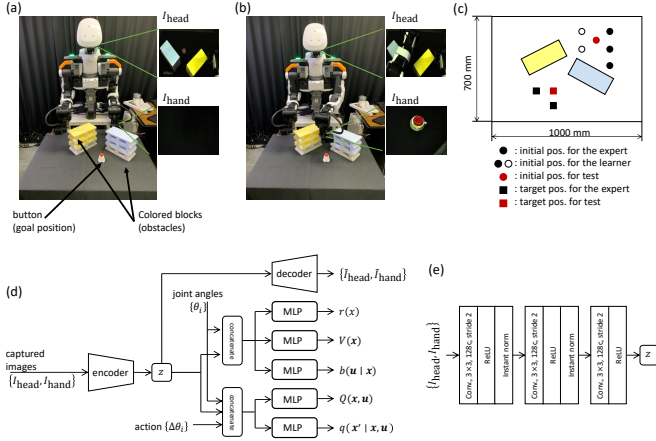 (a)
I_head
I_hand
button
(goal position)
Colored blocks
(obstacles)
(b)
I_head
I_hand
(c)
700 mm
1000 mm
: initial pos. for the expert
: initial pos. for the learner
: initial pos. for test
: target pos. for the expert
: target pos. for test
(d)
captured
images
{I_head, I_hand}
encoder
z
joint angles
{θ_i}
action {Δθ_i}
concatenate
concatenate
decoder
{Ī_head, Ī_hand}
MLP
r(x)
MLP
V(x)
MLP
b(u | x)
MLP
Q(x, u)
MLP
q(x′ | x, u)
(e)
{I_head, I_hand}
Conv., 3×3, 128c, stride 2
ReLU
Instant norm
Conv., 3×3, 128c, stride 2
ReLU
Instant norm
Conv., 3×3, 128c, stride 2
ReLU
z